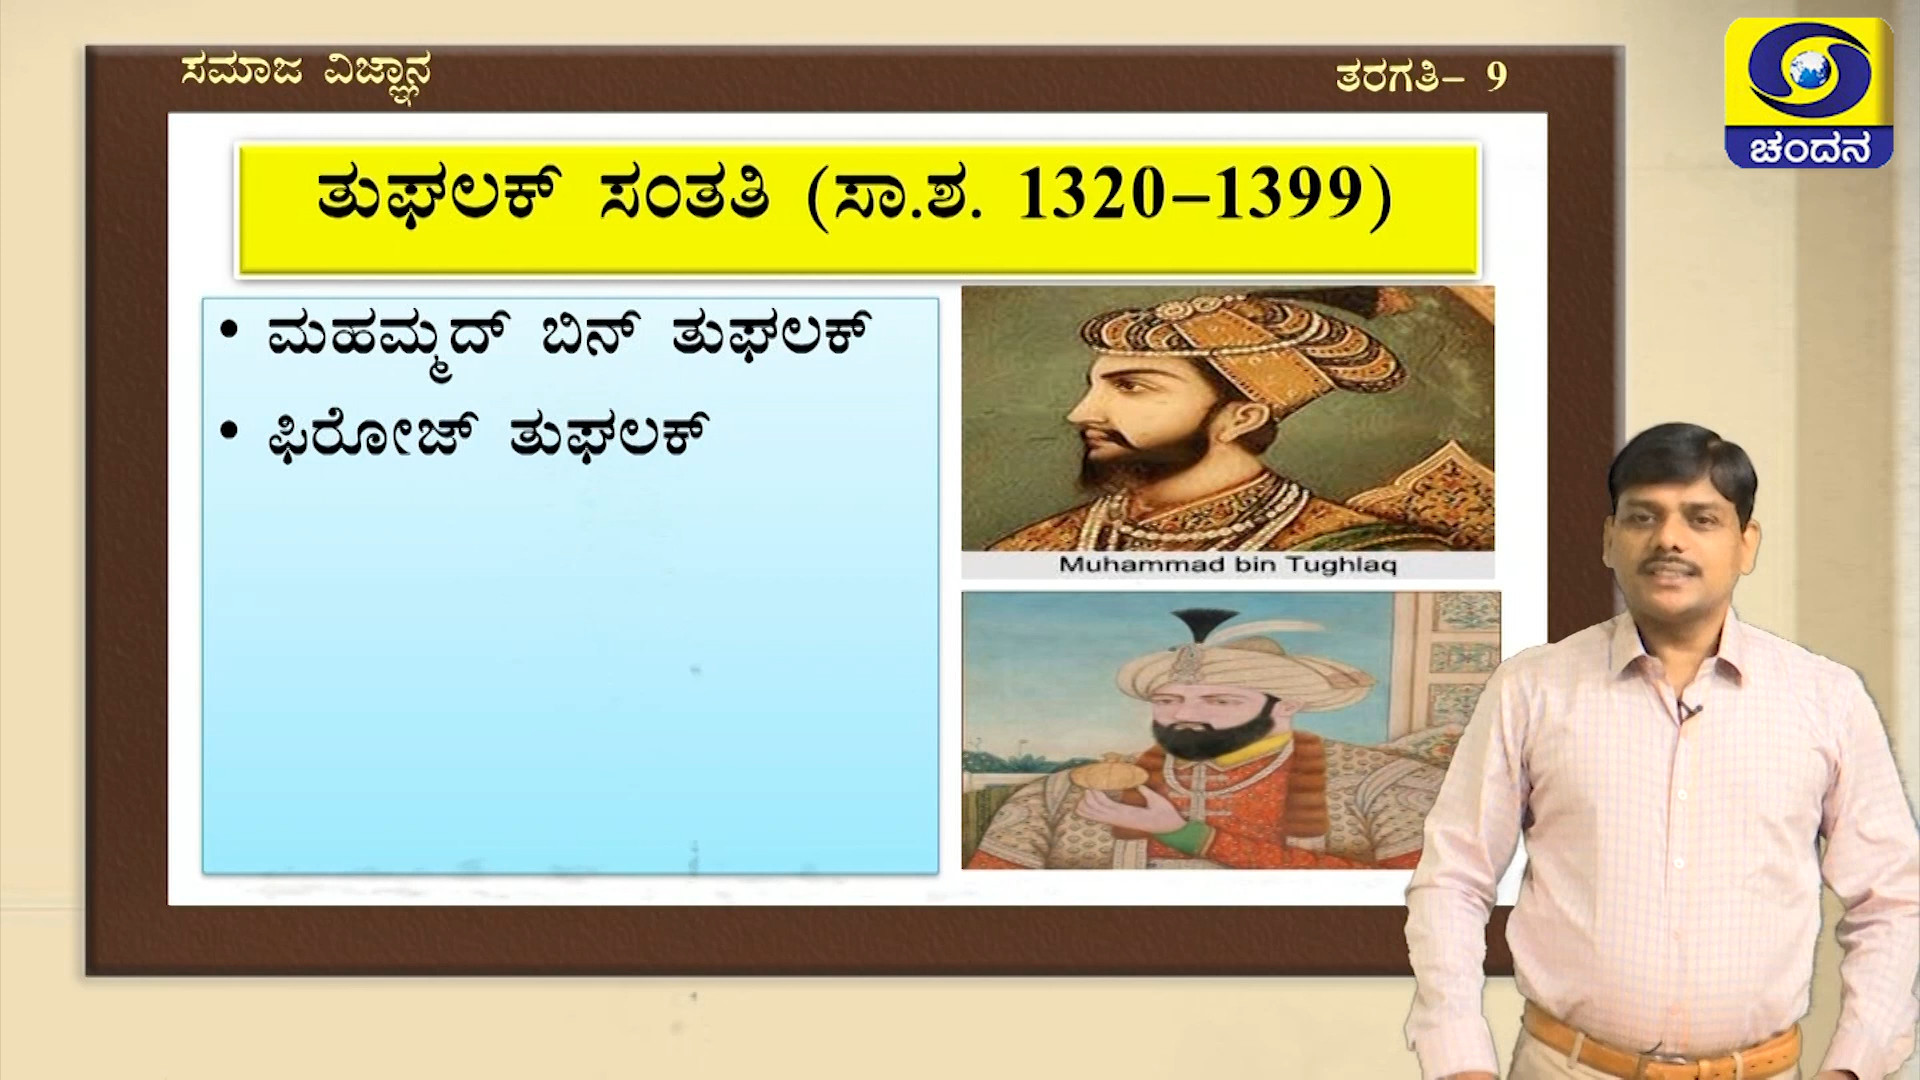 ಸಮಾಜ ವಿಜ್ಞಾನ
ತರಗತಿ– 9
ಚಂದನ
ತುಘಲಕ್ ಸಂತತಿ (ಸಾ.ಶ. 1320–1399)
• ಮಹಮ್ಮದ್ ಬಿನ್ ತುಘಲಕ್
• ಫಿರೋಜ್ ತುಘಲಕ್
Muhammad bin Tughlaq